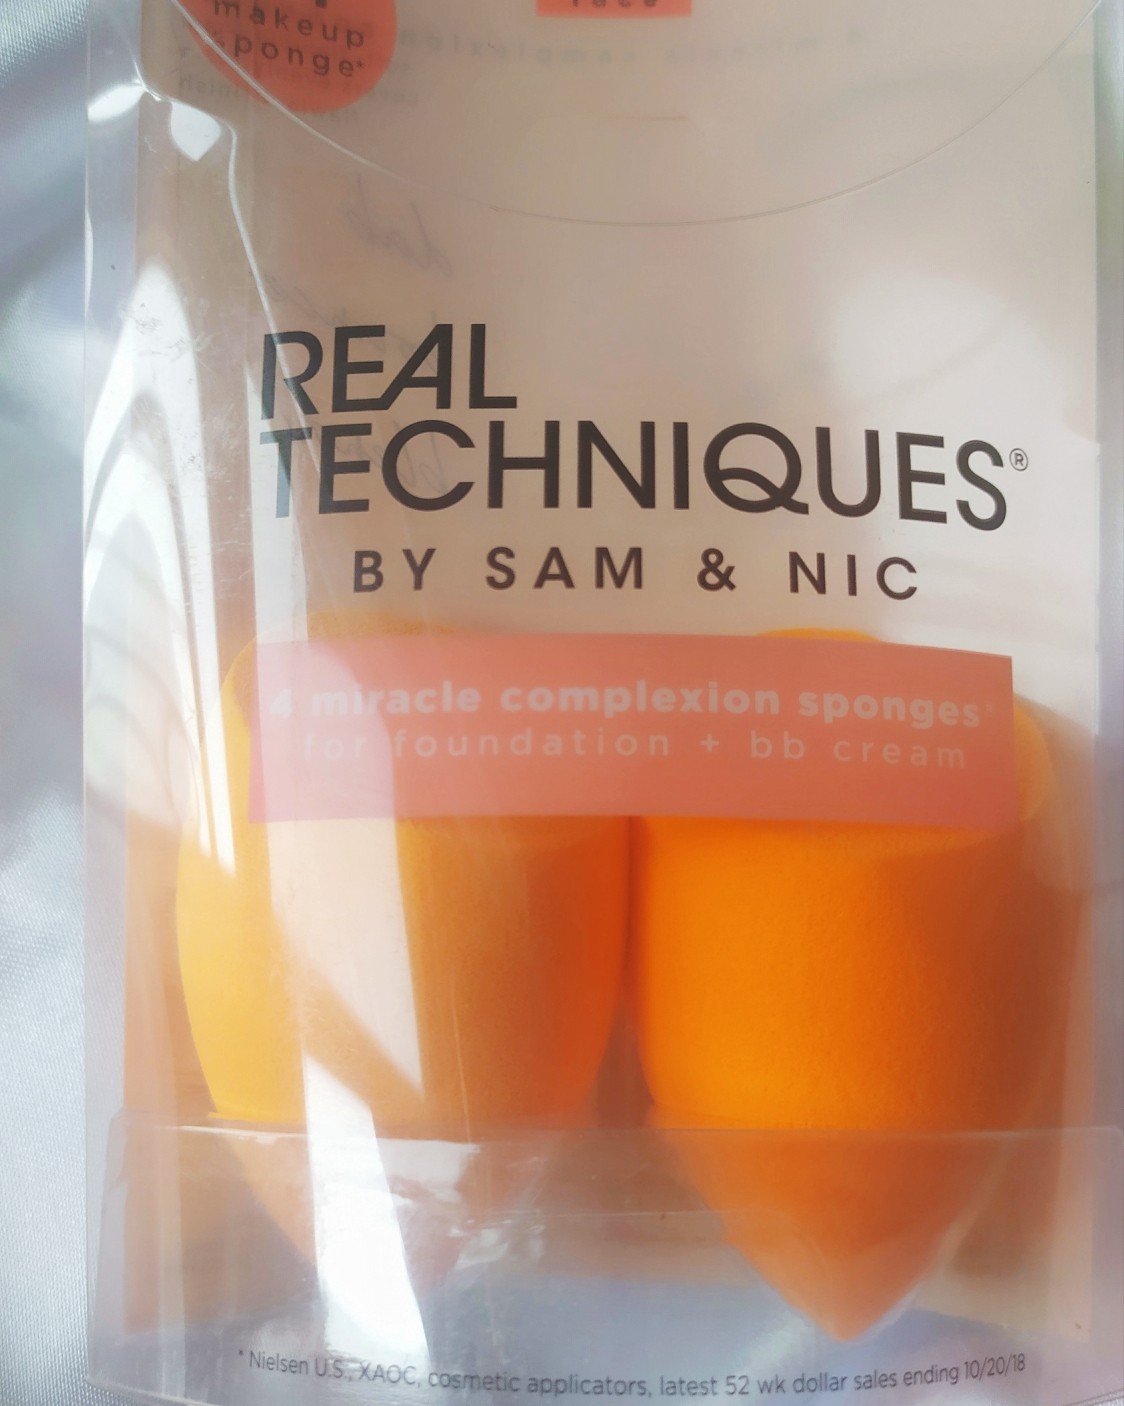 makeup
sponge*
face
REAL
TECHNIQUES®
BY SAM & NIC
4 miracle complexion sponges*
for foundation + bb cream
* Nielsen U.S., XAOC, cosmetic applicators, latest 52 wk dollar sales ending 10/20/18